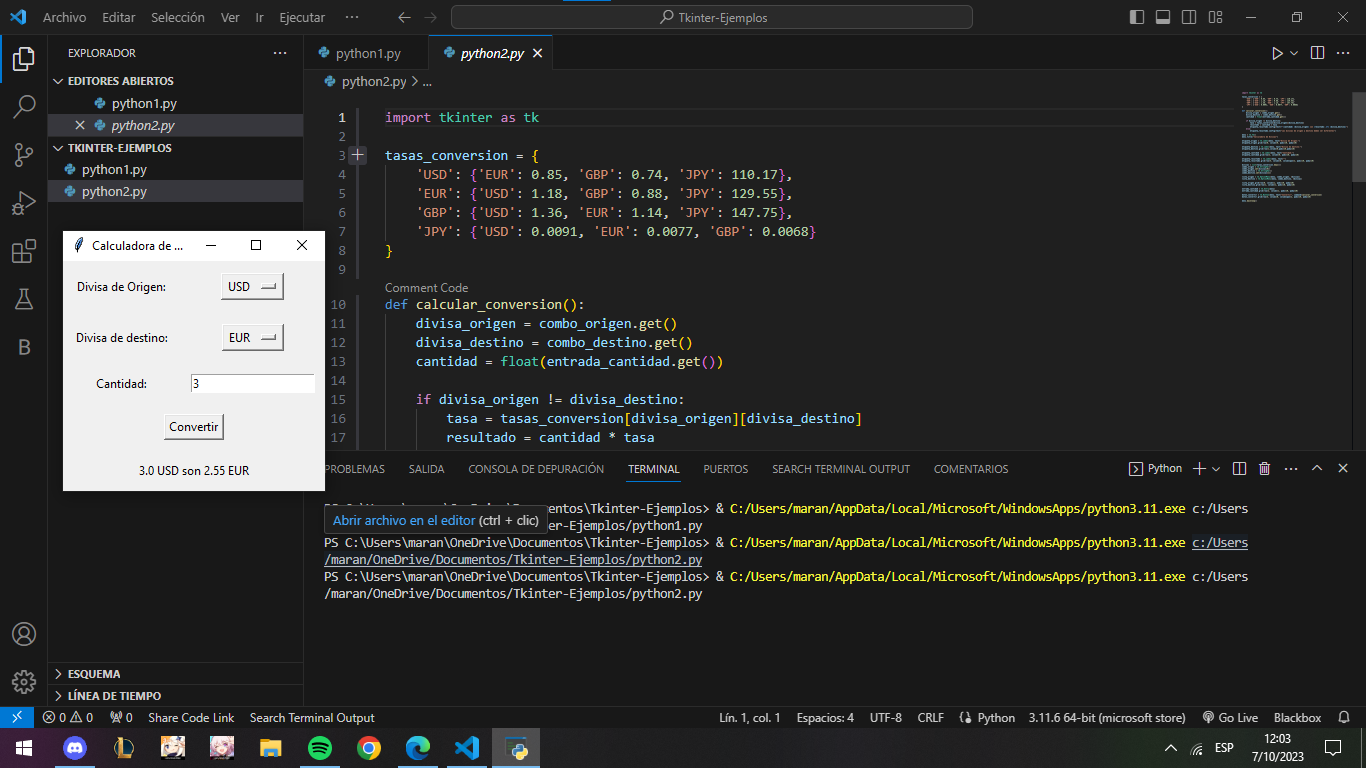 Archivo Editar Selección Ver Ir Ejecutar ··· Tkinter-Ejemplos
EXPLORADOR ···
EDITORES ABIERTOS
python1.py
python2.py
TKINTER-EJEMPLOS
python1.py
python2.py
Calculadora de ...
Divisa de Origen: USD
Divisa de destino: EUR
Cantidad: 3
Convertir
3.0 USD son 2.55 EUR
ESQUEMA
LÍNEA DE TIEMPO
python1.py python2.py
python2.py > ...
1 import tkinter as tk
2
3 tasas_conversion = {
4 'USD': {'EUR': 0.85, 'GBP': 0.74, 'JPY': 110.17},
5 'EUR': {'USD': 1.18, 'GBP': 0.88, 'JPY': 129.55},
6 'GBP': {'USD': 1.36, 'EUR': 1.14, 'JPY': 147.75},
7 'JPY': {'USD': 0.0091, 'EUR': 0.0077, 'GBP': 0.0068}
8 }
9
Comment Code
10 def calcular_conversion():
11 divisa_origen = combo_origen.get()
12 divisa_destino = combo_destino.get()
13 cantidad = float(entrada_cantidad.get())
14
15 if divisa_origen != divisa_destino:
16 tasa = tasas_conversion[divisa_origen][divisa_destino]
17 resultado = cantidad * tasa
PROBLEMAS SALIDA CONSOLA DE DEPURACIÓN TERMINAL PUERTOS SEARCH TERMINAL OUTPUT COMENTARIOS Python
\OneDrive\Documentos\Tkinter-Ejemplos> & C:/Users/maran/AppData/Local/Microsoft/WindowsApps/python3.11.exe c:/Users
Abrir archivo en el editor (ctrl + clic)
/Tkinter-Ejemplos/python1.py
PS C:\Users\maran\OneDrive\Documentos\Tkinter-Ejemplos> & C:/Users/maran/AppData/Local/Microsoft/WindowsApps/python3.11.exe c:/Users
/maran/OneDrive/Documentos/Tkinter-Ejemplos/python2.py
PS C:\Users\maran\OneDrive\Documentos\Tkinter-Ejemplos> & C:/Users/maran/AppData/Local/Microsoft/WindowsApps/python3.11.exe c:/Users
/maran/OneDrive/Documentos/Tkinter-Ejemplos/python2.py
0 0 0 Share Code Link Search Terminal Output Lín. 1, col. 1 Espacios: 4 UTF-8 CRLF Python 3.11.6 64-bit (microsoft store) Go Live Blackbox
ESP
12:03
7/10/2023